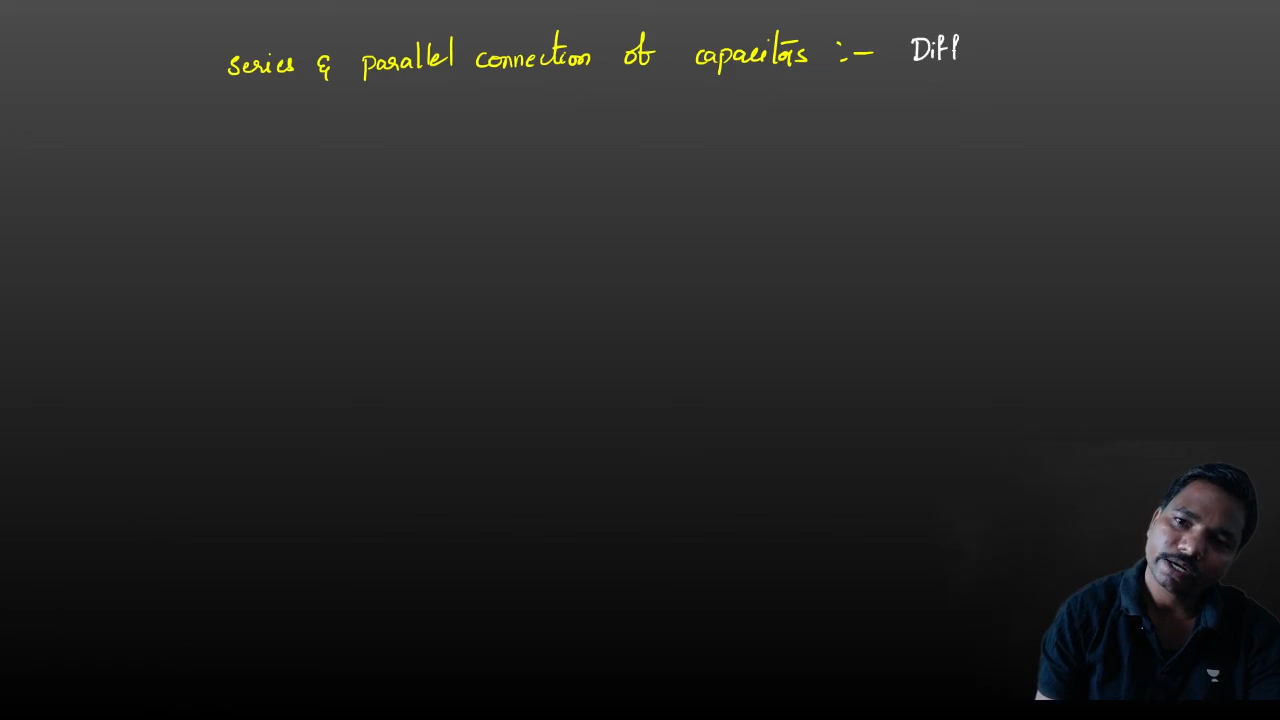 series & parallel connection of capacitors :- Diff